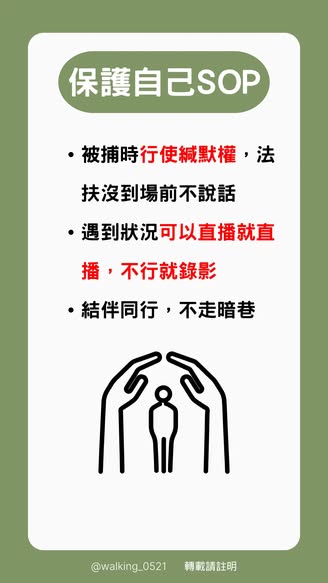 保護自己SOP
• 被捕時行使緘默權，法
扶沒到場前不說話
• 遇到狀況可以直播就直
播，不行就錄影
• 結伴同行，不走暗巷
@walking_0521 轉載請註明